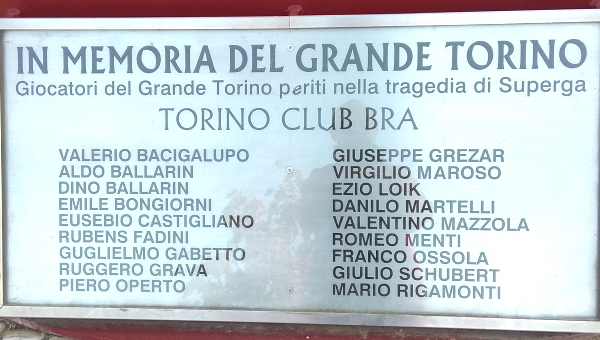 IN MEMORIA DEL GRANDE TORINO
Giocatori del Grande Torino periti nella tragedia di Superga
TORINO CLUB BRA
VALERIO BACIGALUPO
ALDO BALLARIN
DINO BALLARIN
EMILE BONGIORNI
EUSEBIO CASTIGLIANO
RUBENS FADINI
GUGLIELMO GABETTO
RUGGERO GRAVA
PIERO OPERTO
GIUSEPPE GREZAR
VIRGILIO MAROSO
EZIO LOIK
DANILO MARTELLI
VALENTINO MAZZOLA
ROMEO MENTI
FRANCO OSSOLA
GIULIO SCHUBERT
MARIO RIGAMONTI